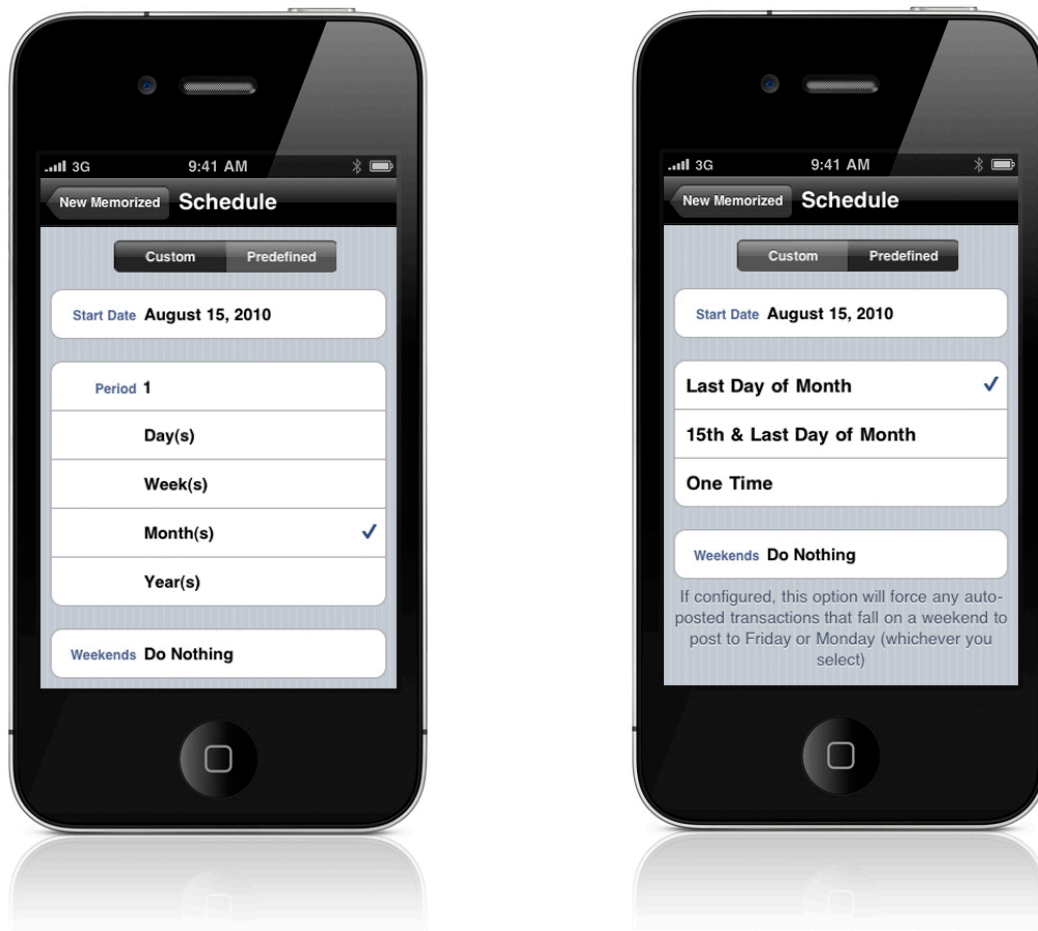 3G 9:41 AM
New Memorized Schedule
Custom Predefined
Start Date August 15, 2010
Period 1
Day(s)
Week(s)
Month(s)
Year(s)
Weekends Do Nothing
3G 9:41 AM
New Memorized Schedule
Custom Predefined
Start Date August 15, 2010
Last Day of Month
15th & Last Day of Month
One Time
Weekends Do Nothing
If configured, this option will force any auto-
posted transactions that fall on a weekend to
post to Friday or Monday (whichever you
select)